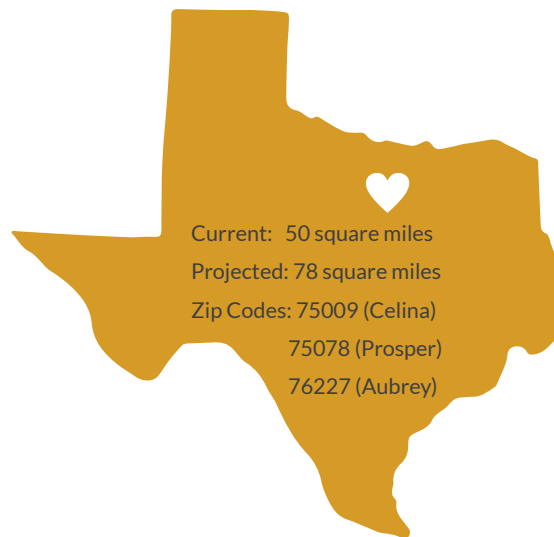 Current: 50 square miles
Projected: 78 square miles
Zip Codes: 75009 (Celina)
75078 (Prosper)
76227 (Aubrey)